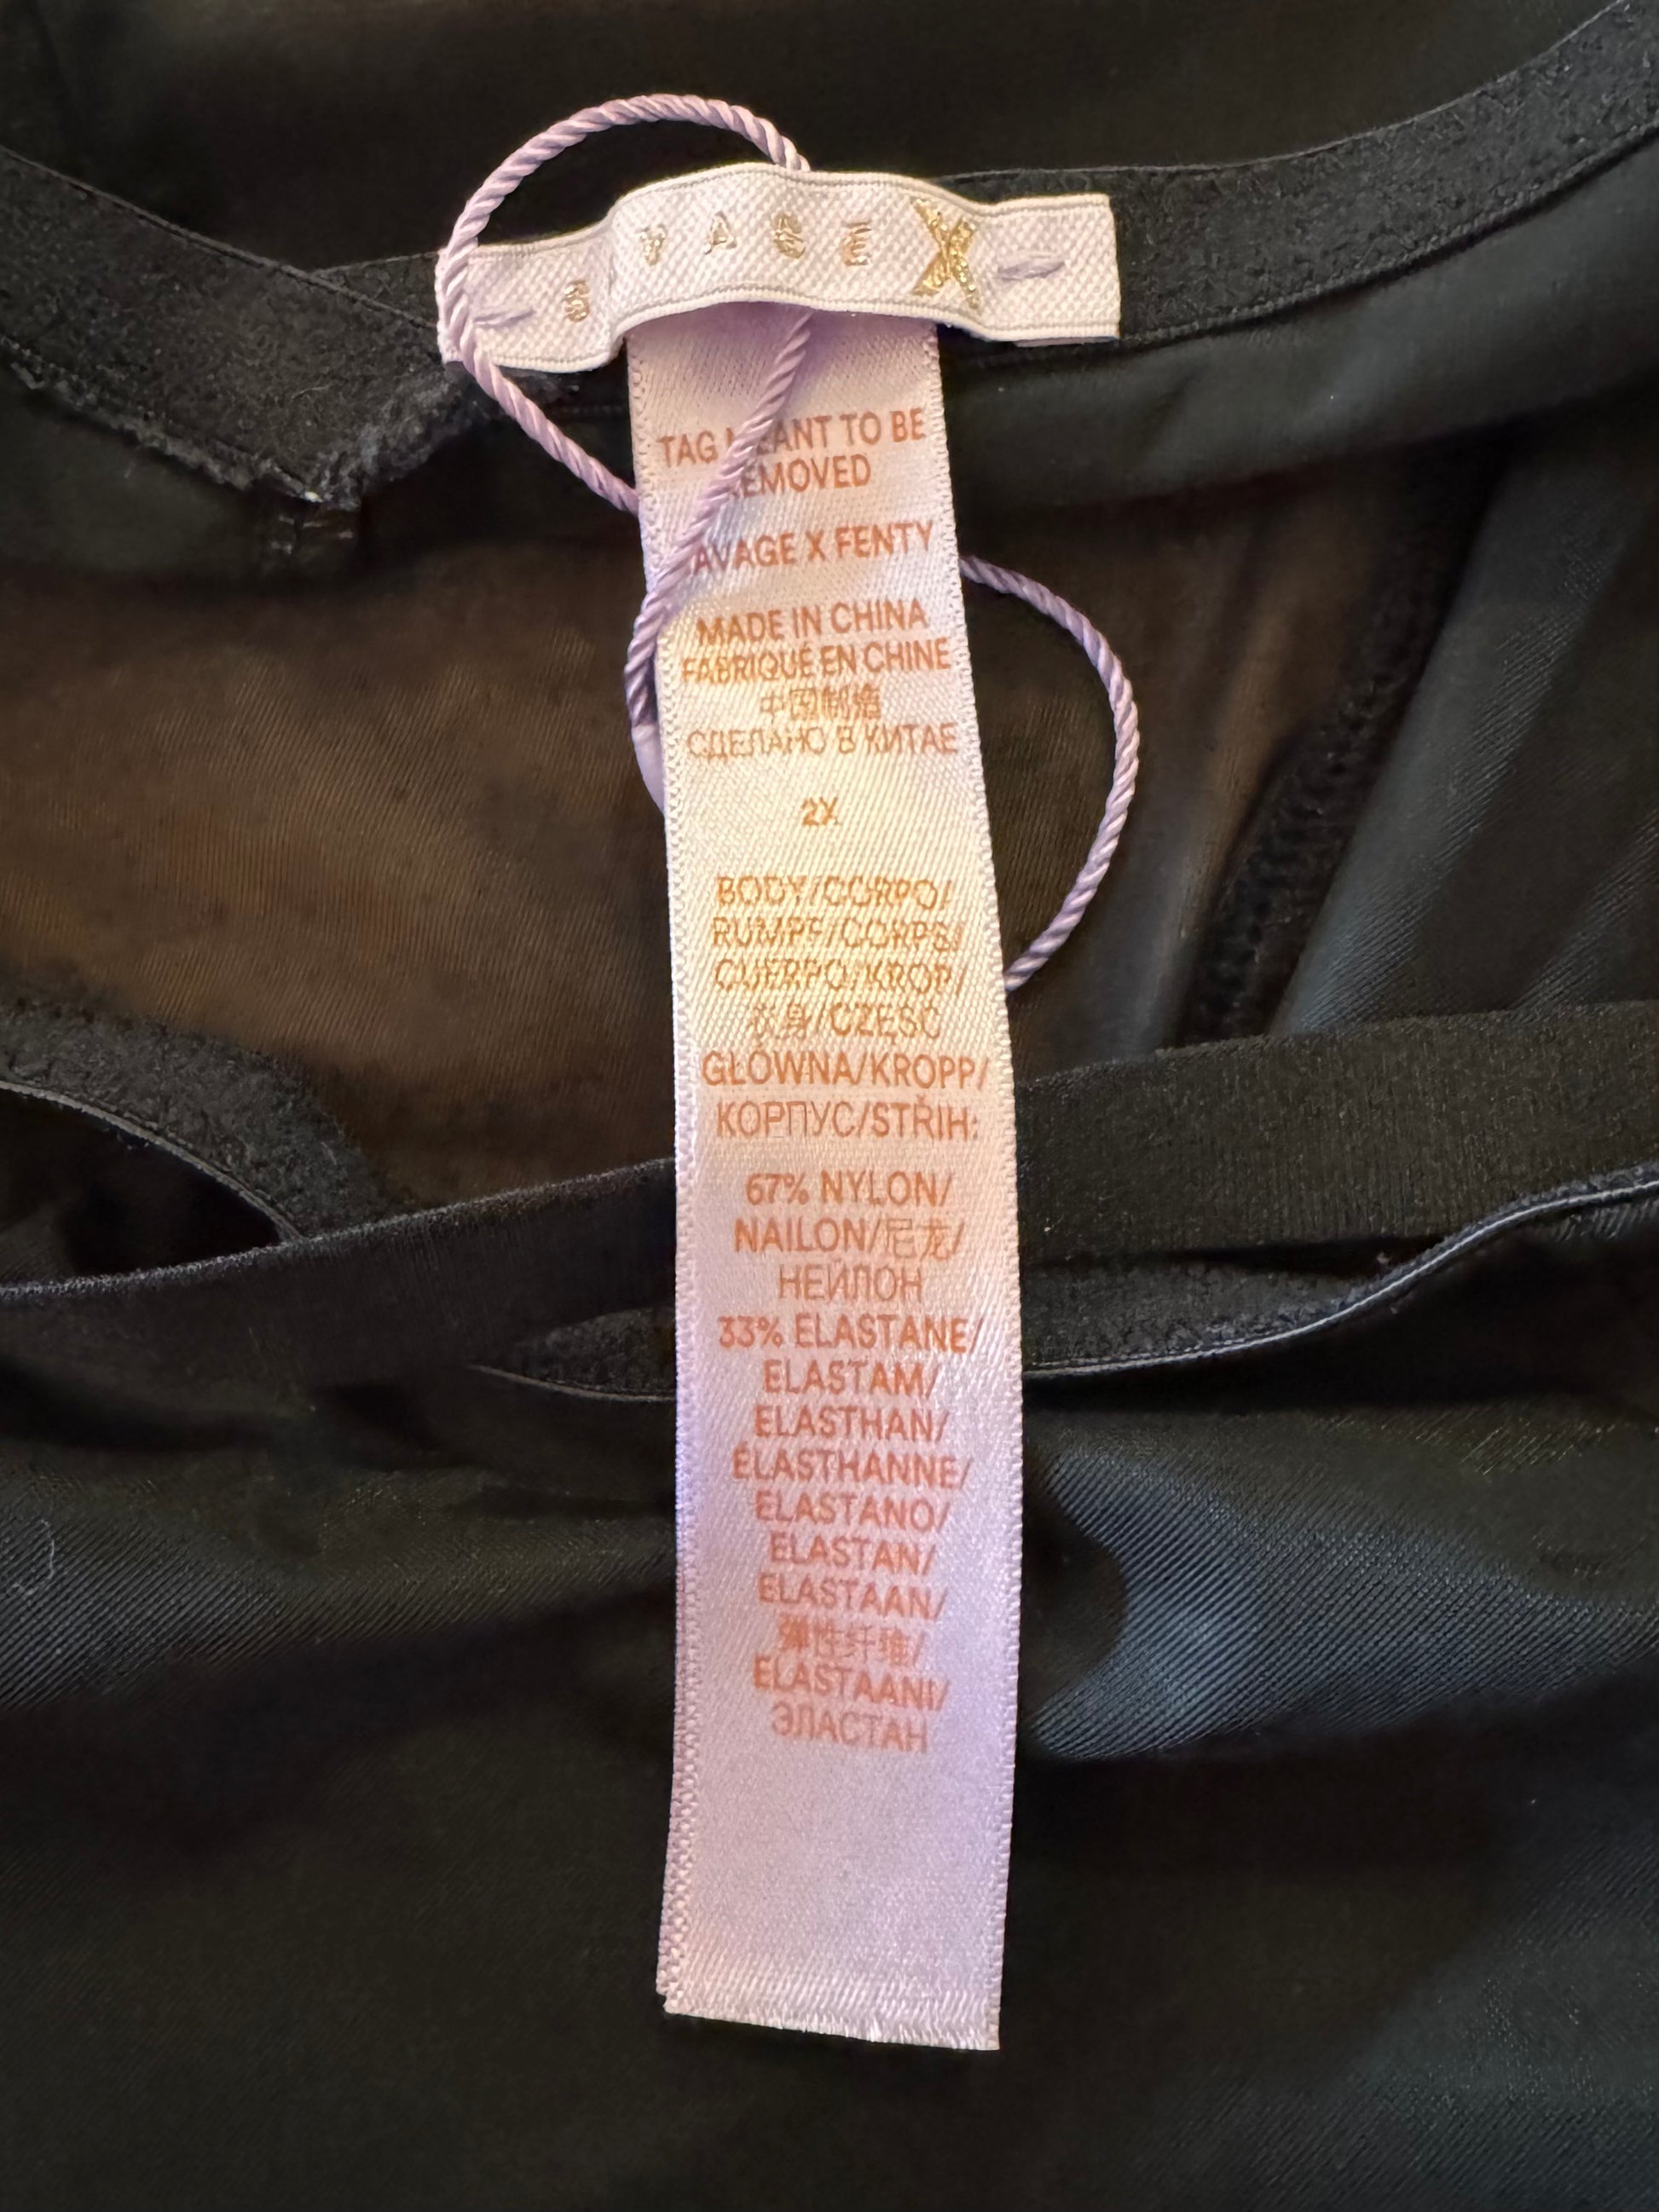 SAVAGE X
TAG MEANT TO BE
REMOVED
AVAGE X FENTY
MADE IN CHINA
FABRIQUÉ EN CHINE
中国制造
СДЕЛАНО В КИТАЕ
2X
BODY/CORPO/
RUMPF/CORPS/
CUERPO/KROP/
衣身/CZĘŚĆ
GŁÓWNA/KROPP/
КОРПУС/STŘIH:
67% NYLON/
NAILON/尼龙/
НЕЙЛОН
33% ELASTANE/
ELASTAM/
ELASTHAN/
ÉLASTHANNE/
ELASTANO/
ELASTAN/
ELASTAAN/
弹性纤维/
ELASTAANI/
ЭЛАСТАН